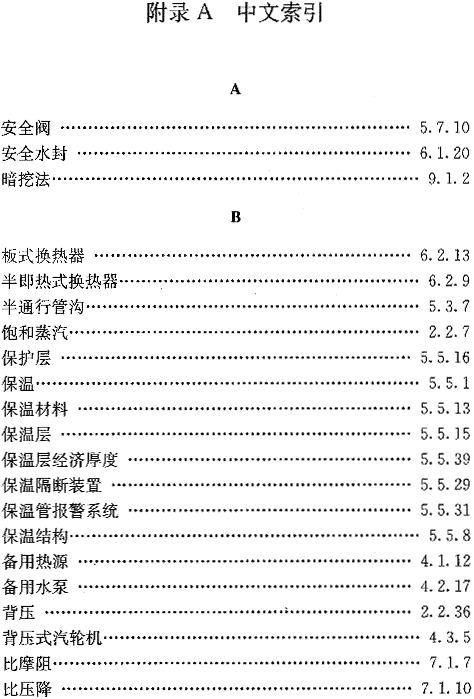 附录 A 中文索引
A
安全阀 …………………………………… 5.7.10
安全水封 …………………………………… 6.1.20
暗挖法…………………………………… 9.1.2
B
板式换热器 …………………………………… 6.2.13
半即热式换热器…………………………………… 6.2.9
半通行管沟…………………………………… 5.3.7
饱和蒸汽…………………………………… 2.2.7
保护层 …………………………………… 5.5.16
保温…………………………………… 5.5.1
保温材料 …………………………………… 5.5.13
保温层 …………………………………… 5.5.15
保温层经济厚度 …………………………………… 5.5.39
保温隔断装置 …………………………………… 5.5.29
保温管报警系统 …………………………………… 5.5.31
保温结构…………………………………… 5.5.8
备用热源 …………………………………… 4.1.12
备用水泵 …………………………………… 4.2.17
背压 …………………………………… 2.2.36
背压式汽轮机…………………………………… 4.3.5
比摩阻…………………………………… 7.1.7
比压降 …………………………………… 7.1.10